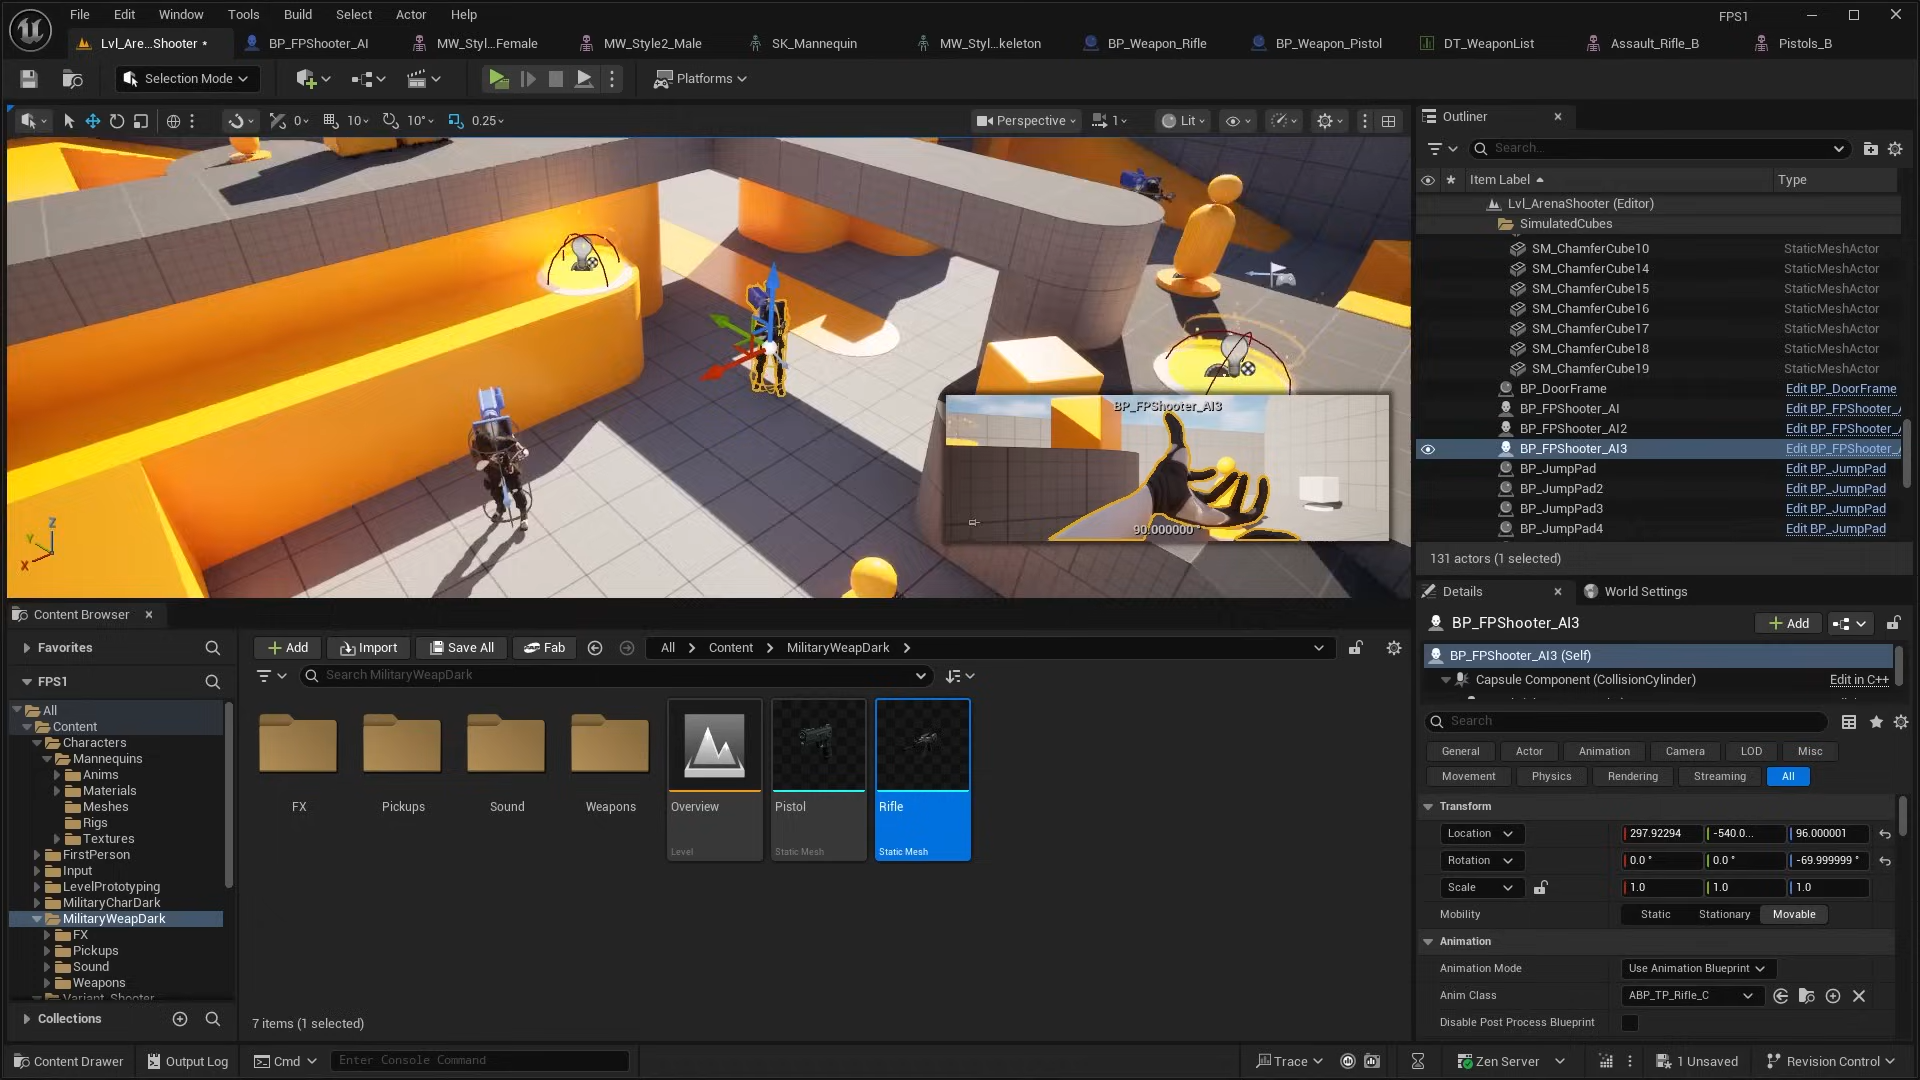 File Edit Window Tools Build Select Actor Help FPS1
Lvl_Are...Shooter • BP_FPShooter_AI MW_Styl...Female MW_Style2_Male SK_Mannequin MW_Styl...keleton BP_Weapon_Rifle BP_Weapon_Pistol DT_WeaponList Assault_Rifle_B Pistols_B
Selection Mode Platforms
0 10 10° 0.25 Perspective 1 Lit
Outliner
Search...
Item Label Type
Lvl_ArenaShooter (Editor)
SimulatedCubes
SM_ChamferCube10 StaticMeshActor
SM_ChamferCube14 StaticMeshActor
SM_ChamferCube15 StaticMeshActor
SM_ChamferCube16 StaticMeshActor
SM_ChamferCube17 StaticMeshActor
SM_ChamferCube18 StaticMeshActor
SM_ChamferCube19 StaticMeshActor
BP_DoorFrame Edit BP_DoorFrame
BP_FPShooter_AI Edit BP_FPShooter_
BP_FPShooter_AI2 Edit BP_FPShooter_
BP_FPShooter_AI3 Edit BP_FPShooter_
BP_JumpPad Edit BP_JumpPad
BP_JumpPad2 Edit BP_JumpPad
BP_JumpPad3 Edit BP_JumpPad
BP_JumpPad4 Edit BP_JumpPad
131 actors (1 selected)
BP_FPShooter_AI3
90.000000°
Z
Y
X
Details World Settings
BP_FPShooter_AI3 Add
BP_FPShooter_AI3 (Self)
Capsule Component (CollisionCylinder) Edit in C++
Search
General Actor Animation Camera LOD Misc
Movement Physics Rendering Streaming All
Transform
Location 297.92294 -540.0... 96.000001
Rotation 0.0 ° 0.0 ° -69.999999 °
Scale 1.0 1.0 1.0
Mobility Static Stationary Movable
Animation
Animation Mode Use Animation Blueprint
Anim Class ABP_TP_Rifle_C
Disable Post Process Blueprint
Content Browser
Favorites
FPS1
All
Content
Characters
Mannequins
Anims
Materials
Meshes
Rigs
Textures
FirstPerson
Input
LevelPrototyping
MilitaryCharDark
MilitaryWeapDark
FX
Pickups
Sound
Weapons
Variant_Shooter
Collections
Add Import Save All Fab All Content MilitaryWeapDark
Search MilitaryWeapDark
FX Pickups Sound Weapons Overview Pistol Rifle
Level Static Mesh Static Mesh
7 items (1 selected)
Content Drawer Output Log Cmd Enter Console Command Trace Zen Server 1 Unsaved Revision Control